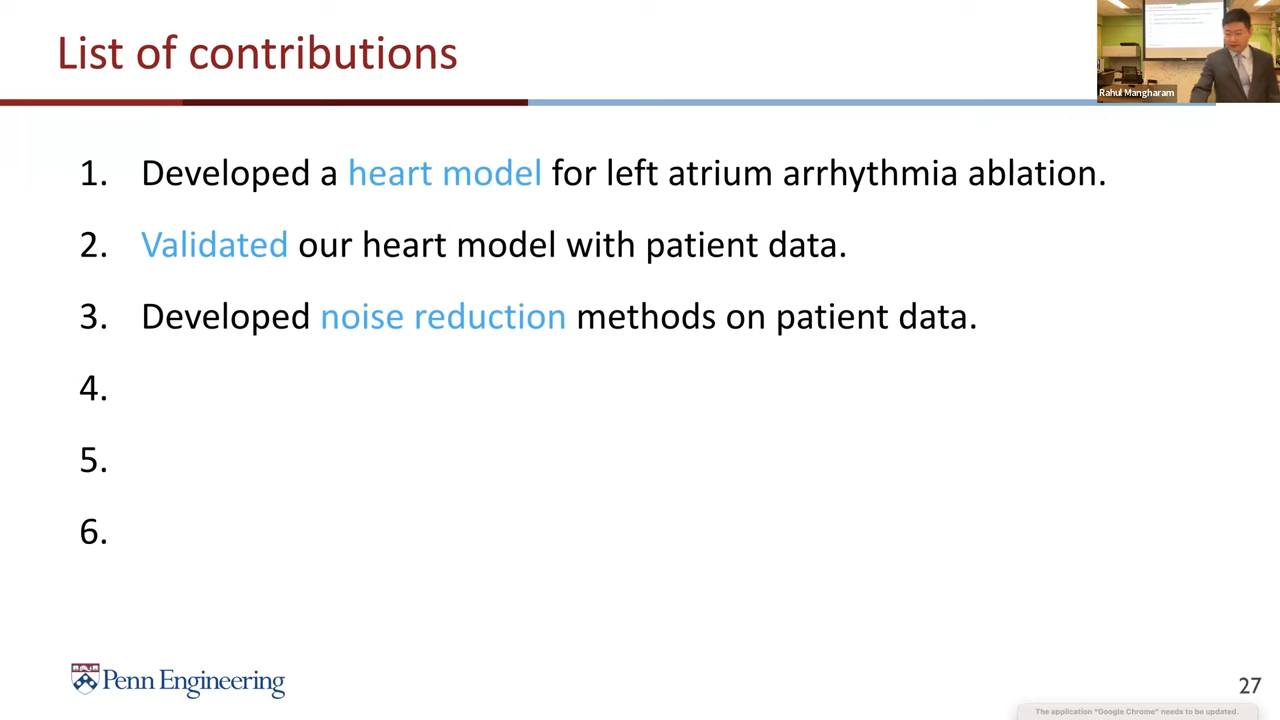 List of contributions
Rahul Mangharam
1. Developed a heart model for left atrium arrhythmia ablation.
2. Validated our heart model with patient data.
3. Developed noise reduction methods on patient data.
4.
5.
6.
Penn Engineering
27
The application "Google Chrome" needs to be updated.